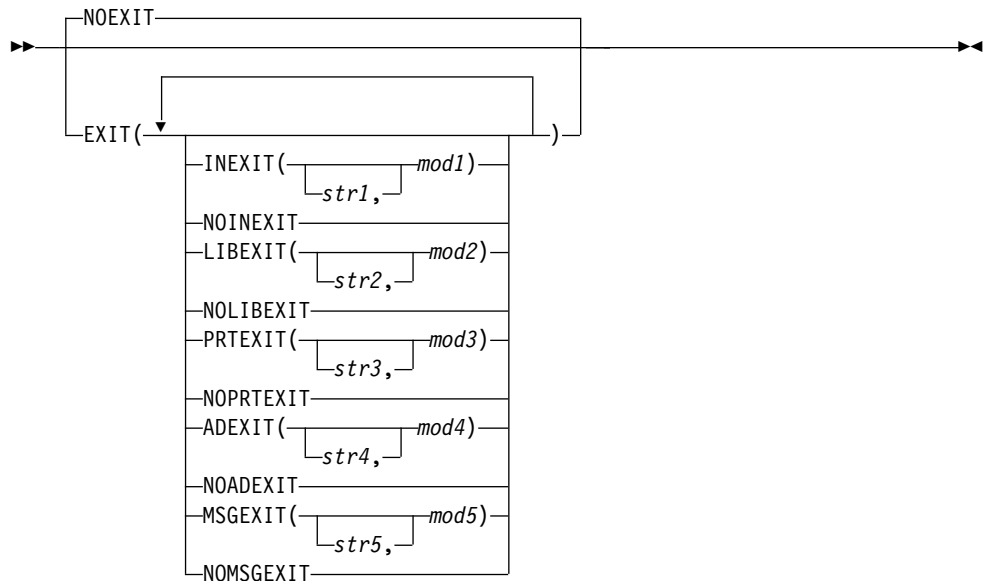 NOEXIT
EXIT( )
INEXIT( mod1)
str1,
NOINEXIT
LIBEXIT( mod2)
str2,
NOLIBEXIT
PRTEXIT( mod3)
str3,
NOPRTEXIT
ADEXIT( mod4)
str4,
NOADEXIT
MSGEXIT( mod5)
str5,
NOMSGEXIT